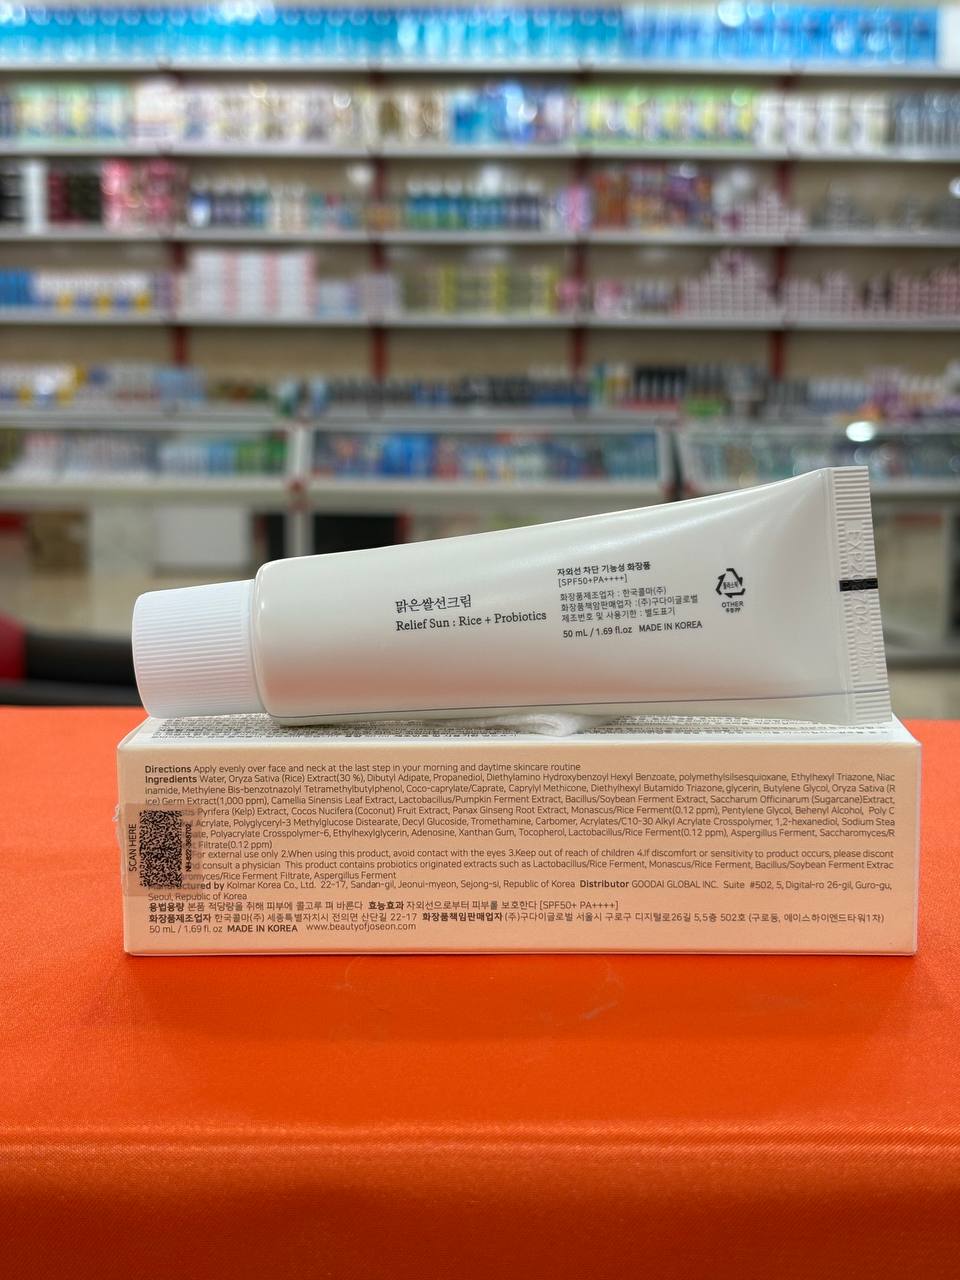 맑은쌀선크림
Relief Sun : Rice + Probiotics
자외선 차단 기능성 화장품
[SPF50+PA++++]
화장품제조업자 : 한국콜마(주)
화장품책임판매업자 : (주)구다이글로벌
제조번호 및 사용기한 : 별도표기
50 mL / 1.69 fl.oz MADE IN KOREA
플라스틱
OTHER
Directions Apply evenly over face and neck at the last step in your morning and daytime skincare routine
Ingredients Water, Oryza Sativa (Rice) Extract(30 %), Dibutyl Adipate, Propanediol, Diethylamino Hydroxybenzoyl Hexyl Benzoate, polymethylsilsesquioxane, Ethylhexyl Triazone, Niac
inamide, Methylene Bis-benzotnazolyl Tetramethylbutylphenol, Coco-caprylate/Caprate, Caprylyl Methicone, Diethylhexyl Butamido Triazone, glycerin, Butylene Glycol, Oryza Sativa (R
ice) Germ Extract(1,000 ppm), Camellia Sinensis Leaf Extract, Lactobacillus/Pumpkin Ferment Extract, Bacillus/Soybean Ferment Extract, Saccharum Officinarum (Sugarcane)Extract,
Pyrifera (Kelp) Extract, Cocos Nucifera (Coconut) Fruit Extract, Panax Ginseng Root Extract, Monascus/Rice Ferment(0.12 ppm), Pentylene Glycol, Behenyl Alcohol, Poly C
Acrylate, Polyglyceryl-3 Methylglucose Distearate, Decyl Glucoside, Tromethamine, Carbomer, Acrylates/C10-30 Alkyl Acrylate Crosspolymer, 1,2-hexanediol, Sodium Stea
Polyacrylate Crosspolymer-6, Ethylhexylglycerin, Adenosine, Xanthan Gum, Tocopherol, Lactobacillus/Rice Ferment(0.12 ppm), Aspergillus Ferment, Saccharomyces/R
Filtrate(0.12 ppm)
For external use only 2.When using this product, avoid contact with the eyes 3.Keep out of reach of children 4.If discomfort or sensitivity to product occurs, please discont
consult a physician This product contains probiotics originated extracts such as Lactobacillus/Rice Ferment, Monascus/Rice Ferment, Bacillus/Soybean Ferment Extrac
Ferment Filtrate, Aspergillus Ferment
Manufactured by Kolmar Korea Co., Ltd. 22-17, Sandan-gil, Jeonui-myeon, Sejong-si, Republic of Korea Distributor GOODAI GLOBAL INC. Suite #502, 5, Digital-ro 26-gil, Guro-gu,
Seoul, Republic of Korea
용법용량 본품 적당량을 취해 피부에 골고루 펴 바른다 효능효과 자외선으로부터 피부를 보호한다 [SPF50+ PA++++]
화장품제조업자 한국콜마(주) 세종특별자치시 전의면 산단길 22-17 화장품책임판매업자 (주)구다이글로벌 서울시 구로구 디지털로26길 5,5층 502호 (구로동, 에이스하이엔드타워1차)
50 mL / 1.69 fl. oz MADE IN KOREA www.beautyofjoseon.com
SCAN HERE